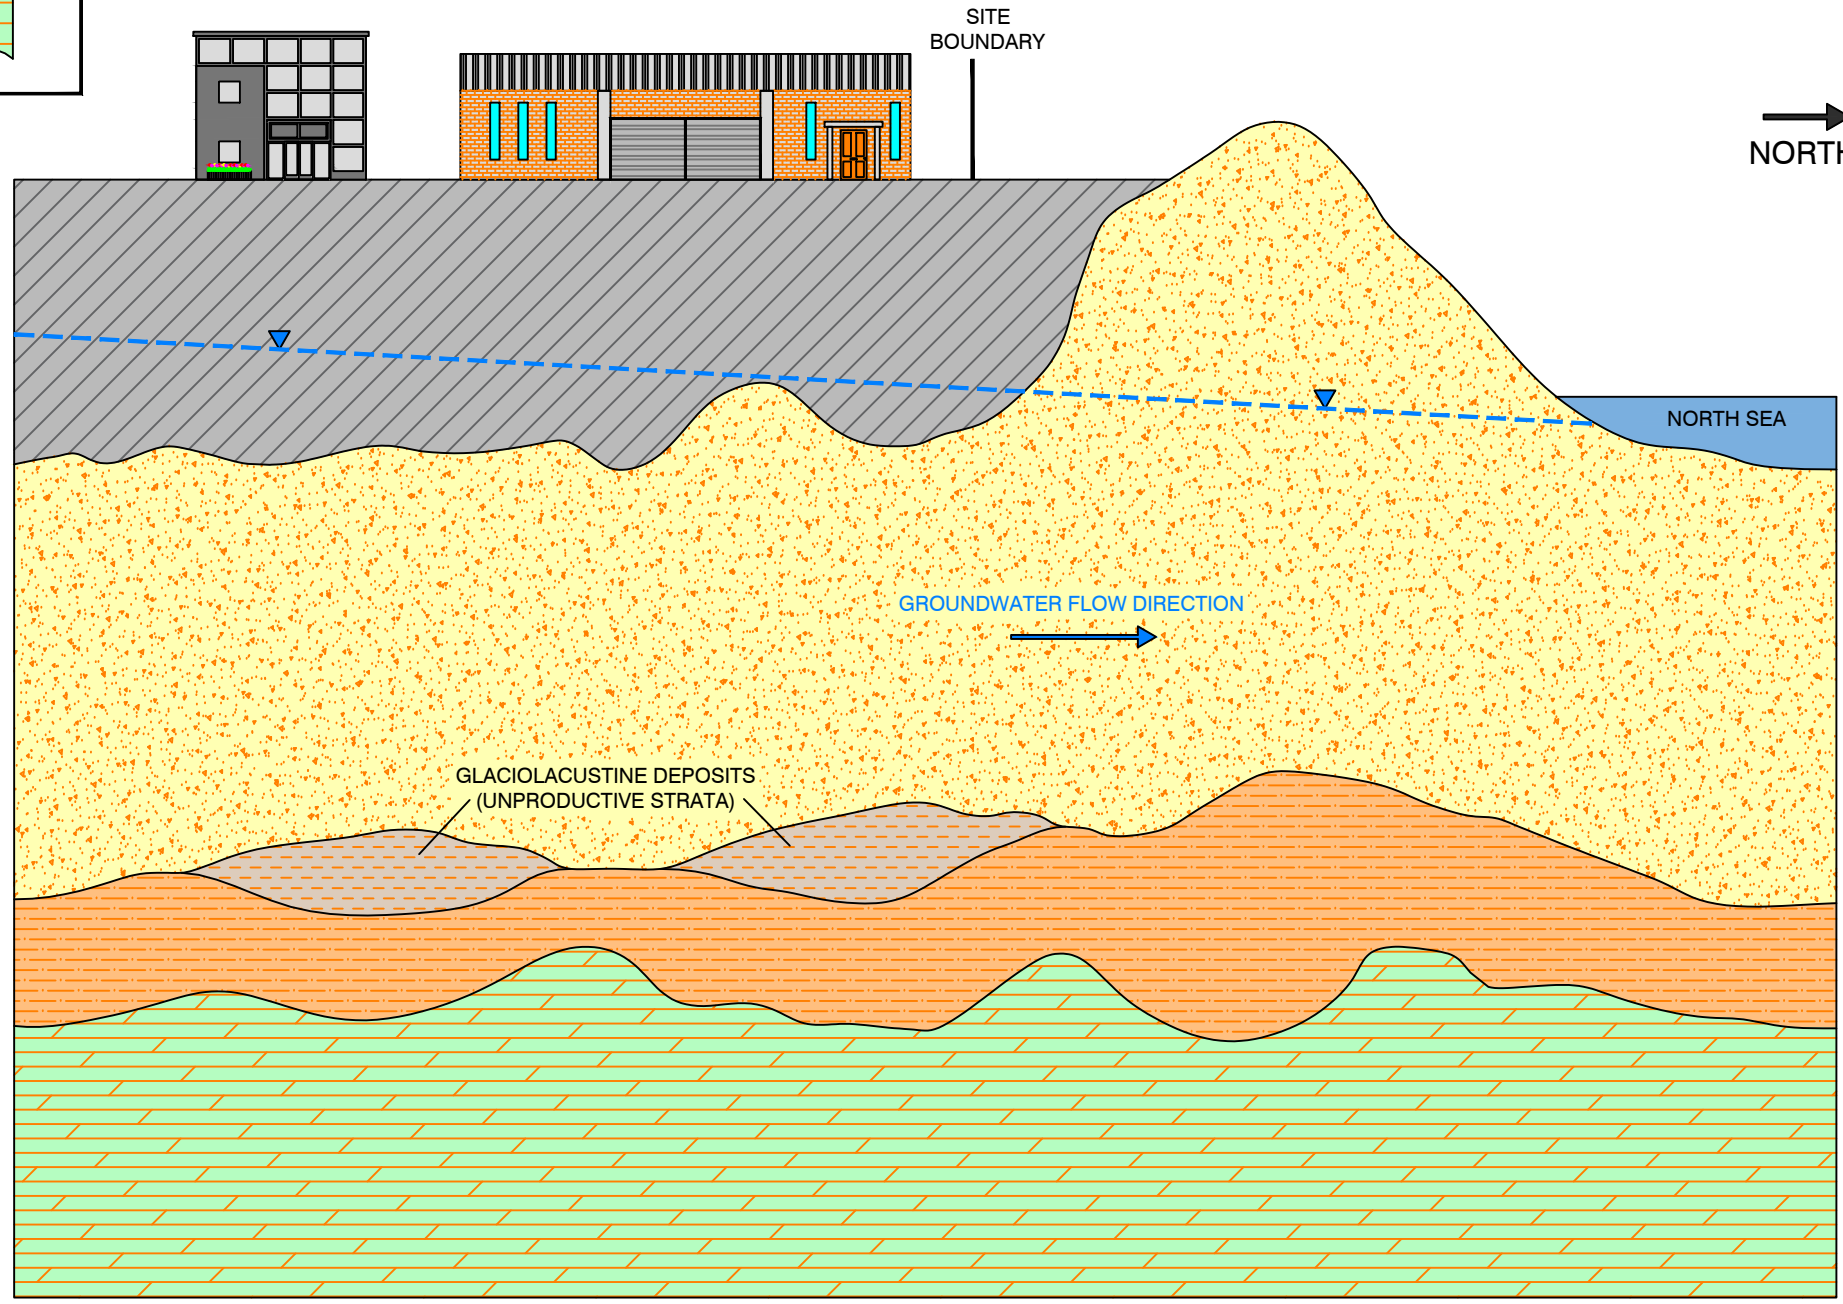 SITE
BOUNDARY
NORTH
NORTH SEA
GROUNDWATER FLOW DIRECTION
GLACIOLACUSTINE DEPOSITS
(UNPRODUCTIVE STRATA)